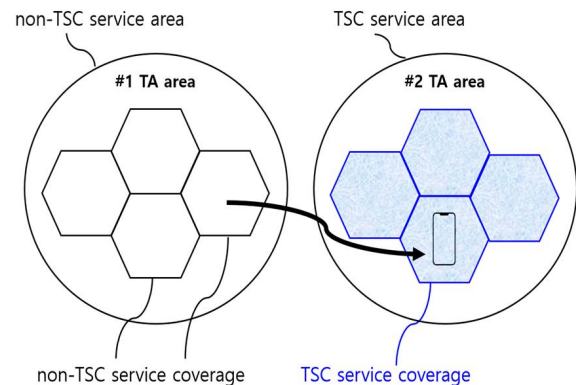 non-TSC service area
TSC service area
#1 TA area
#2 TA area
non-TSC service coverage
TSC service coverage